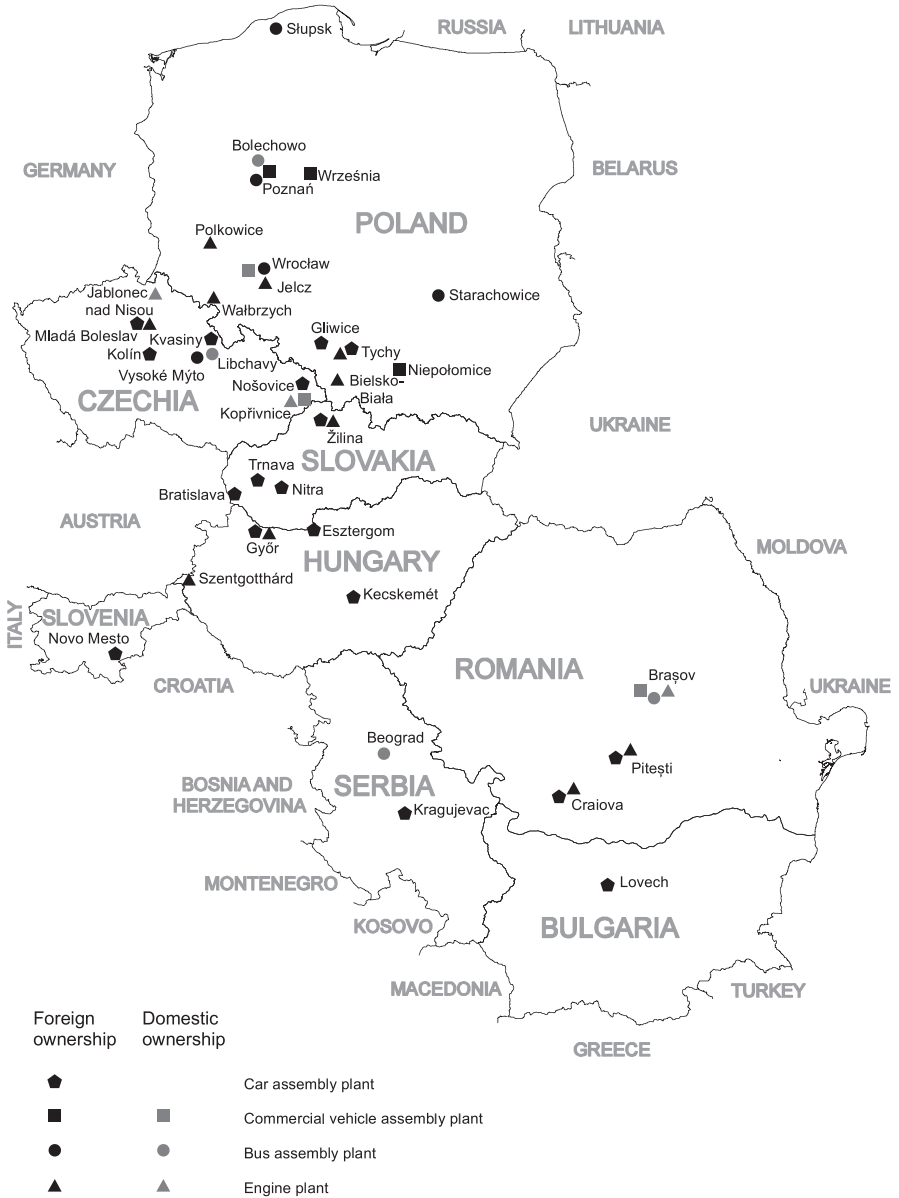 Słupsk
RUSSIA
LITHUANIA
Bolechowo
GERMANY
BELARUS
Września
Poznań
POLAND
Polkowice
Wrocław
Jelcz
Jablonec
nad Nisou
Starachowice
Wałbrzych
Gliwice
Mladá Boleslav
Kvasiny
Tychy
Kolín
Libchavy
Niepołomice
Vysoké Mýto
Nošovice
Bielsko-
Biała
CZECHIA
Kopřivnice
UKRAINE
Žilina
SLOVAKIA
Trnava
Nitra
Bratislava
AUSTRIA
Esztergom
Győr
MOLDOVA
HUNGARY
Szentgotthárd
Kecskemét
ITALY
SLOVENIA
Novo Mesto
ROMANIA
Brașov
CROATIA
UKRAINE
Beograd
Pitești
BOSNIA AND
HERZEGOVINA
SERBIA
Kragujevac
Craiova
MONTENEGRO
Lovech
KOSOVO
BULGARIA
MACEDONIA
TURKEY
GREECE
Foreign
ownership
Domestic
ownership
Car assembly plant
Commercial vehicle assembly plant
Bus assembly plant
Engine plant